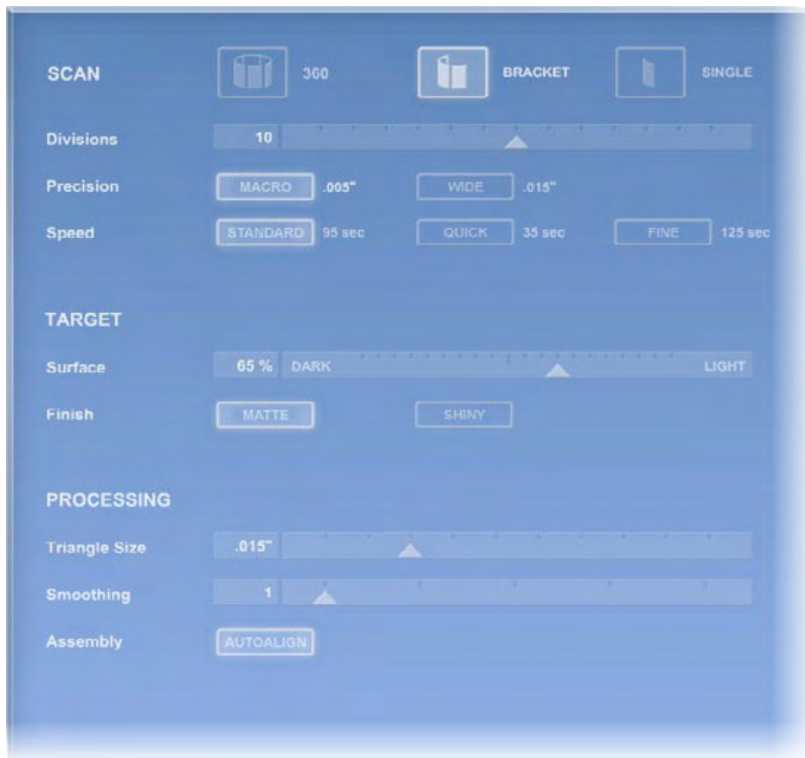 SCAN 360 BRACKET SINGLE
Divisions 10
Precision MACRO .005" WIDE .015"
Speed STANDARD 95 sec QUICK 35 sec FINE 125 sec
TARGET
Surface 65 % DARK LIGHT
Finish MATTE SHINY
PROCESSING
Triangle Size .015"
Smoothing 1
Assembly AUTOALIGN